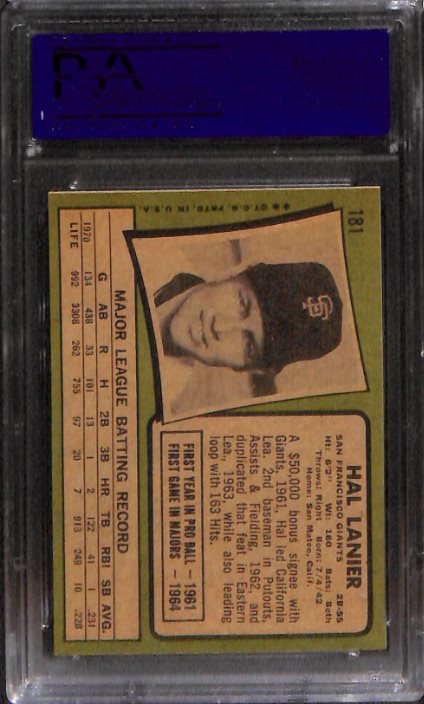 181
HAL LANIER
SAN FRANCISCO GIANTS 2B-SS
Ht: 6'2" Wt: 160 Bats: Both
Throws: Right Born: 7/4/42
Home: San Mateo, Calif.
A $50,000 bonus signee with
Giants, 1961, Hal led California
Lea. 2nd baseman in Putouts,
Assists & Fielding, 1962, and
duplicated that feat in Eastern
Lea., 1963, while also leading
loop with 163 Hits.
FIRST YEAR IN PRO BALL — 1961
FIRST GAME IN MAJORS — 1964
SF
MAJOR LEAGUE BATTING RECORD
G AB R H 2B 3B HR TB RBI SB AVG.
1970 134 438 33 101 13 1 2 122 41 1 .231
LIFE 992 3308 262 755 97 20 7 913 249 10 .228
** ©T.C.G. PRTD. IN U.S.A.